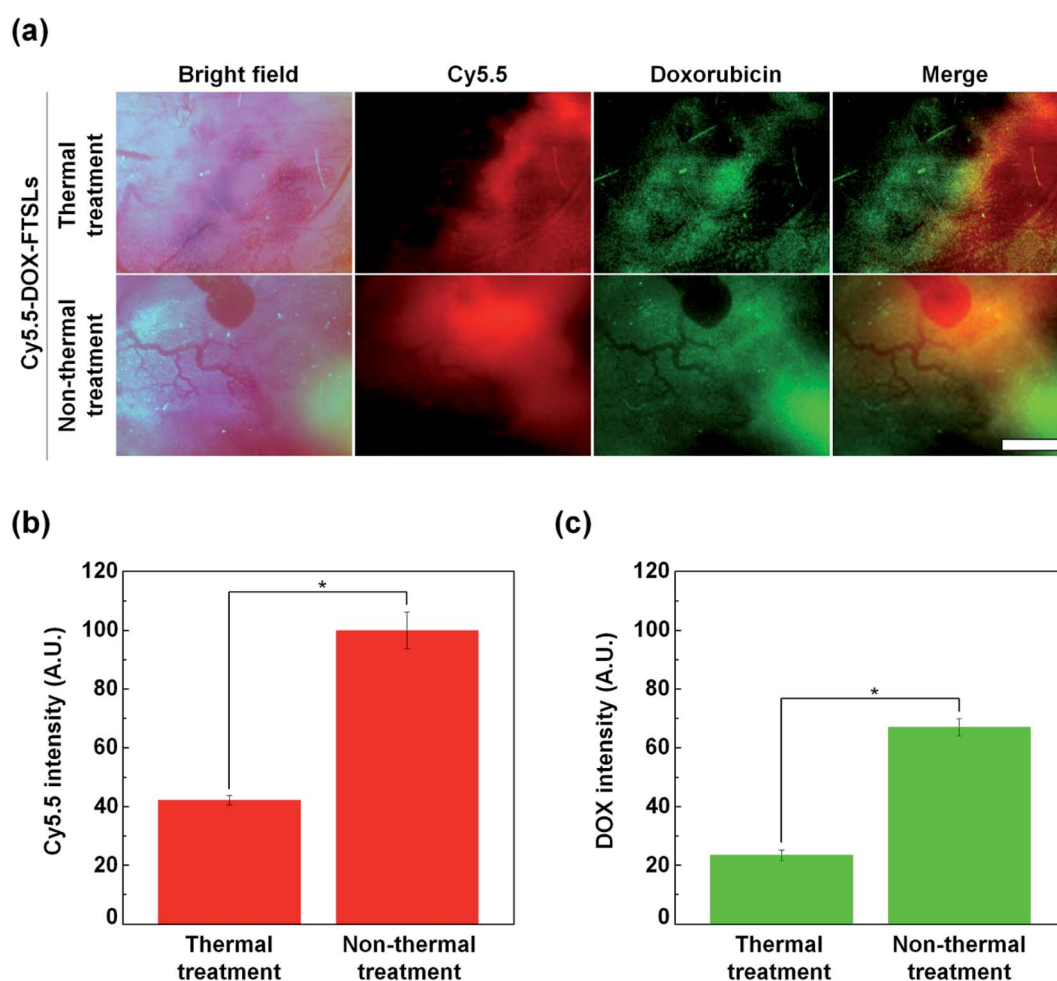 (a)
Bright field Cy5.5 Doxorubicin Merge
Cy5.5-DOX-FTSLs
Thermal
treatment
Non-thermal
treatment
(b)
Cy5.5 intensity (A.U.)
120
100
80
60
40
20
0
*
Thermal
treatment
Non-thermal
treatment
(c)
DOX intensity (A.U.)
120
100
80
60
40
20
0
*
Thermal
treatment
Non-thermal
treatment